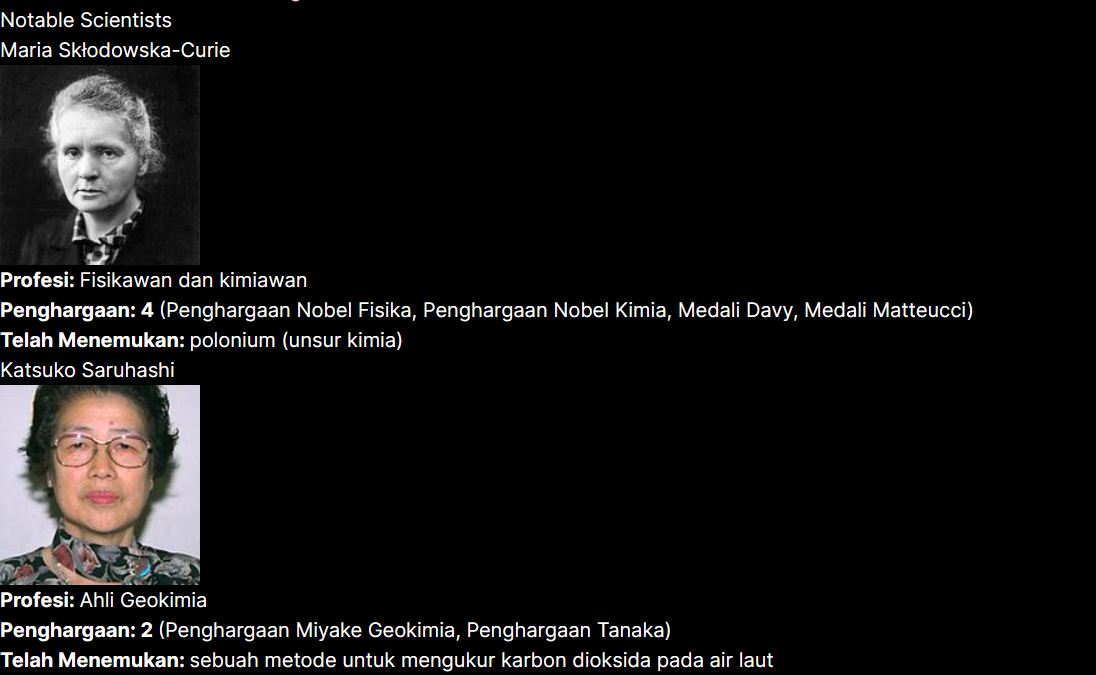 Notable Scientists
Maria Skłodowska-Curie
Profesi: Fisikawan dan kimiawan
Penghargaan: 4 (Penghargaan Nobel Fisika, Penghargaan Nobel Kimia, Medali Davy, Medali Matteucci)
Telah Menemukan: polonium (unsur kimia)
Katsuko Saruhashi
Profesi: Ahli Geokimia
Penghargaan: 2 (Penghargaan Miyake Geokimia, Penghargaan Tanaka)
Telah Menemukan: sebuah metode untuk mengukur karbon dioksida pada air laut